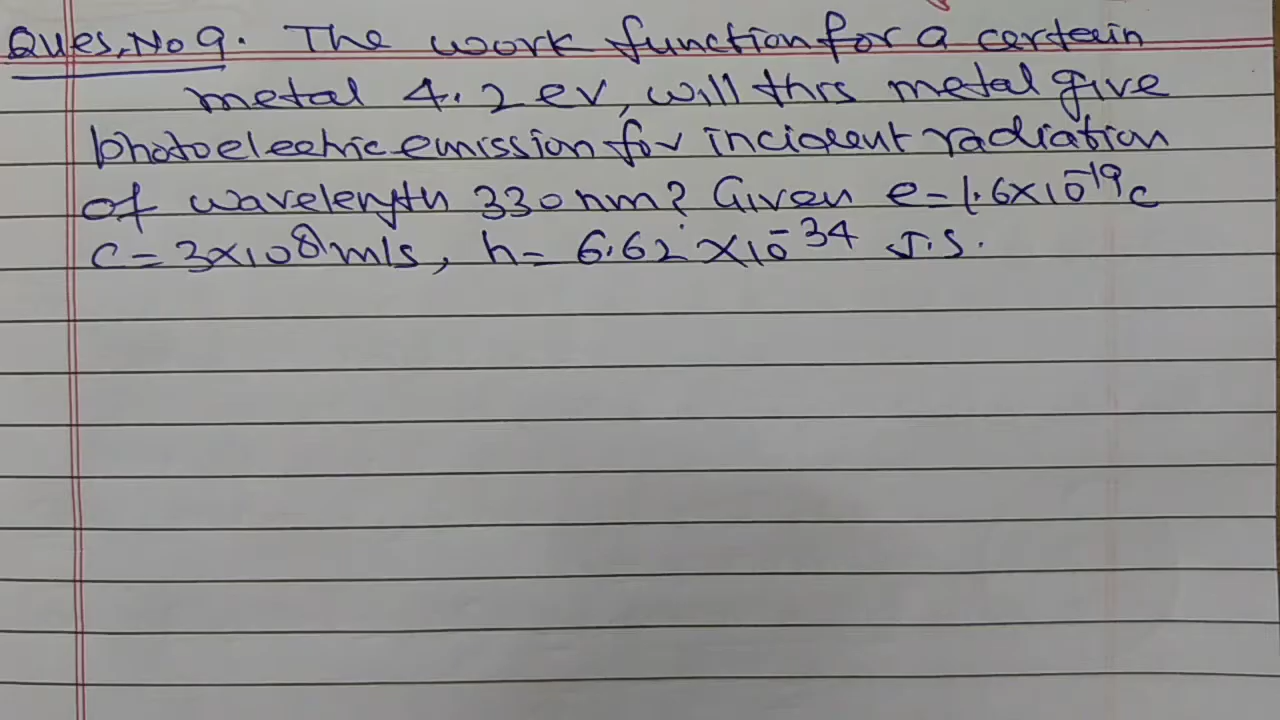 Ques. No 9. The work function for a certain
metal 4.2 eV, will this metal give
photoelectric emission for incident radiation
of wavelength 330 nm? Given e = 1.6×10⁻¹⁹ C
c = 3×10⁸ m/s, h = 6.62 ×10⁻³⁴ J.S.